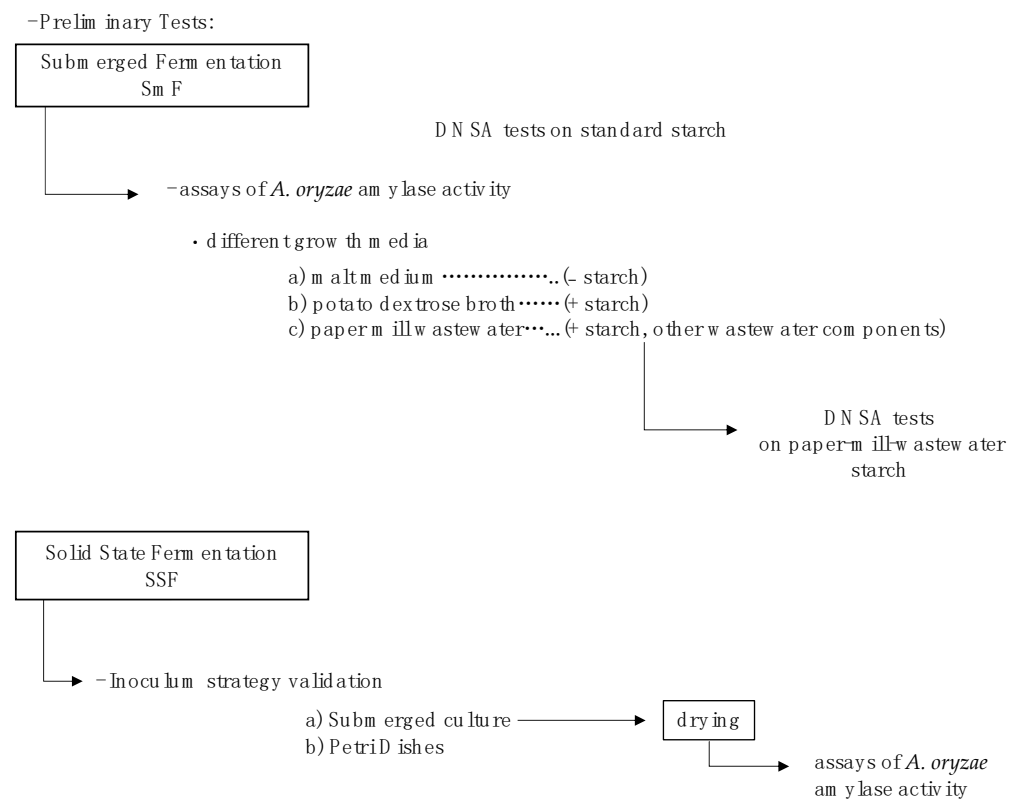 -Preliminary Tests:
Submerged Fermentation
SmF
DNSA tests on standard starch
-assays of A. oryzae amylase activity
• different growth media
a) malt medium ……………..(- starch)
b) potato dextrose broth……(+ starch)
c) paper mill wastewater…...(+ starch, other wastewater components)
DNSA tests
on paper-mill-wastewater
starch
Solid State Fermentation
SSF
-Inoculum strategy validation
a) Submerged culture
drying
b) Petri Dishes
assays of A. oryzae
amylase activity